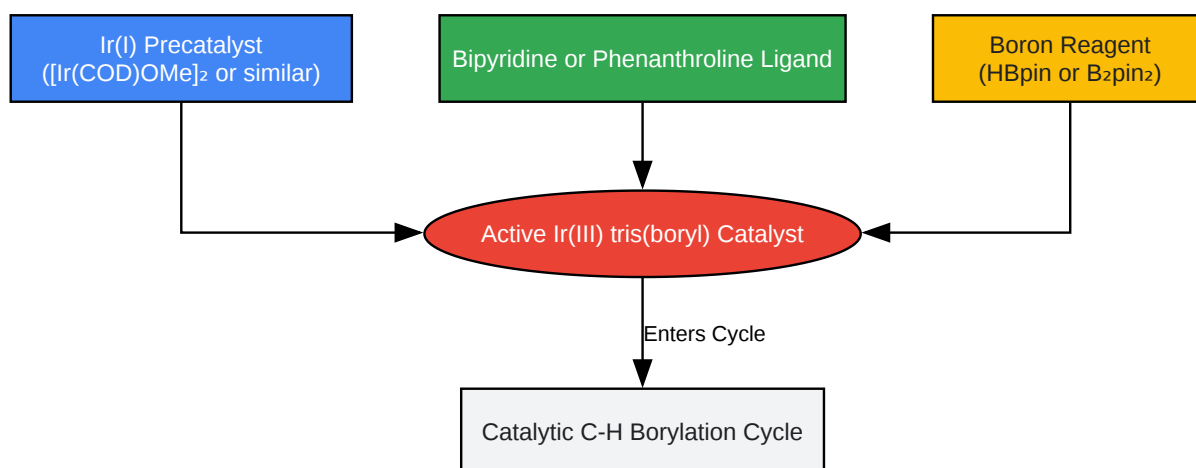 Ir(I) Precatalyst
([Ir(COD)OMe]₂ or similar)
Bipyridine or Phenanthroline Ligand
Boron Reagent
(HBpin or B₂pin₂)
Active Ir(III) tris(boryl) Catalyst
Enters Cycle
Catalytic C-H Borylation Cycle